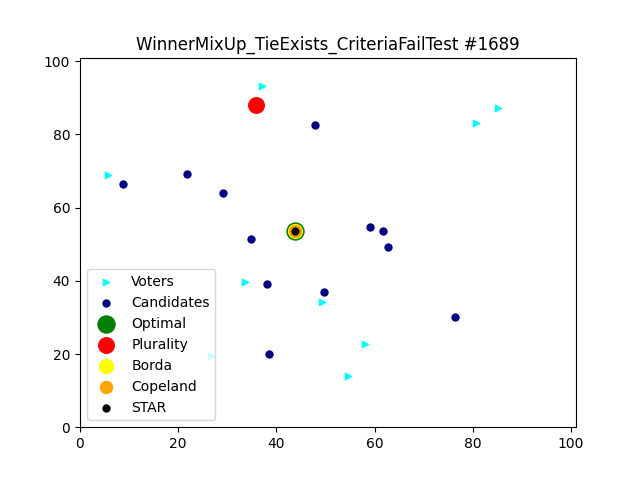 WinnerMixUp_TieExists_CriteriaFailTest #1689
100
80
60
40
20
0
0
20
40
60
80
100
Voters
Candidates
Optimal
Plurality
Borda
Copeland
STAR